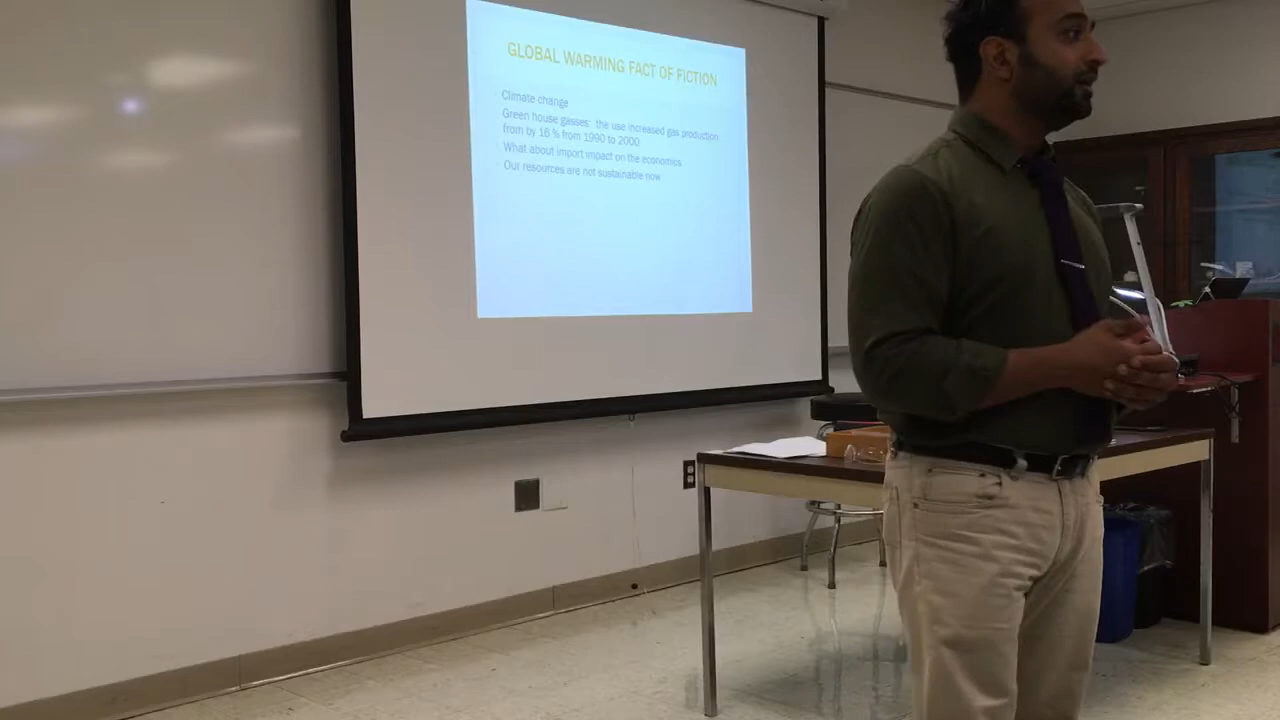 GLOBAL WARMING FACT OF FICTION
Climate change
Green house gasses: the use increased gas production
from by 16 % from 1990 to 2000
What about import impact on the economics
Our resources are not sustainable now